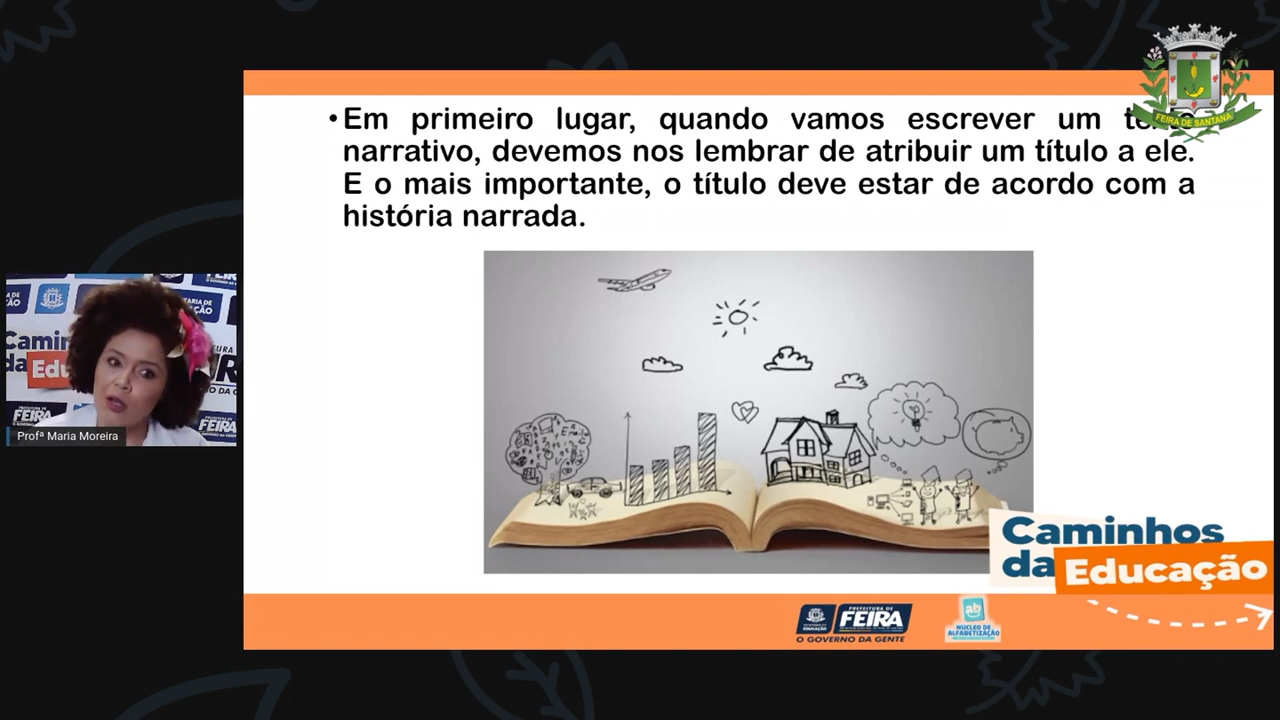 FEIRA DE SANTANA
• Em primeiro lugar, quando vamos escrever um
narrativo, devemos nos lembrar de atribuir um título a ele.
E o mais importante, o título deve estar de acordo com a
história narrada.
Profª Maria Moreira
Caminhos
da Educação
PREFEITURA DE
FEIRA
EDUCAÇÃO
O GOVERNO DA GENTE
ab
NÚCLEO DE
ALFABETIZAÇÃO